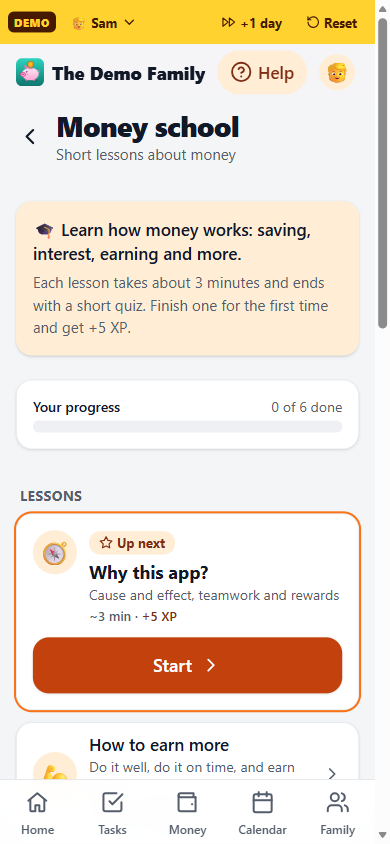 DEMO Sam +1 day Reset
The Demo Family Help
Money school
Short lessons about money
Learn how money works: saving,
interest, earning and more.
Each lesson takes about 3 minutes and ends
with a short quiz. Finish one for the first time
and get +5 XP.
Your progress 0 of 6 done
LESSONS
Up next
Why this app?
Cause and effect, teamwork and rewards
~3 min · +5 XP
Start
How to earn more
Do it well, do it on time, and earn
Home Tasks Money Calendar Family